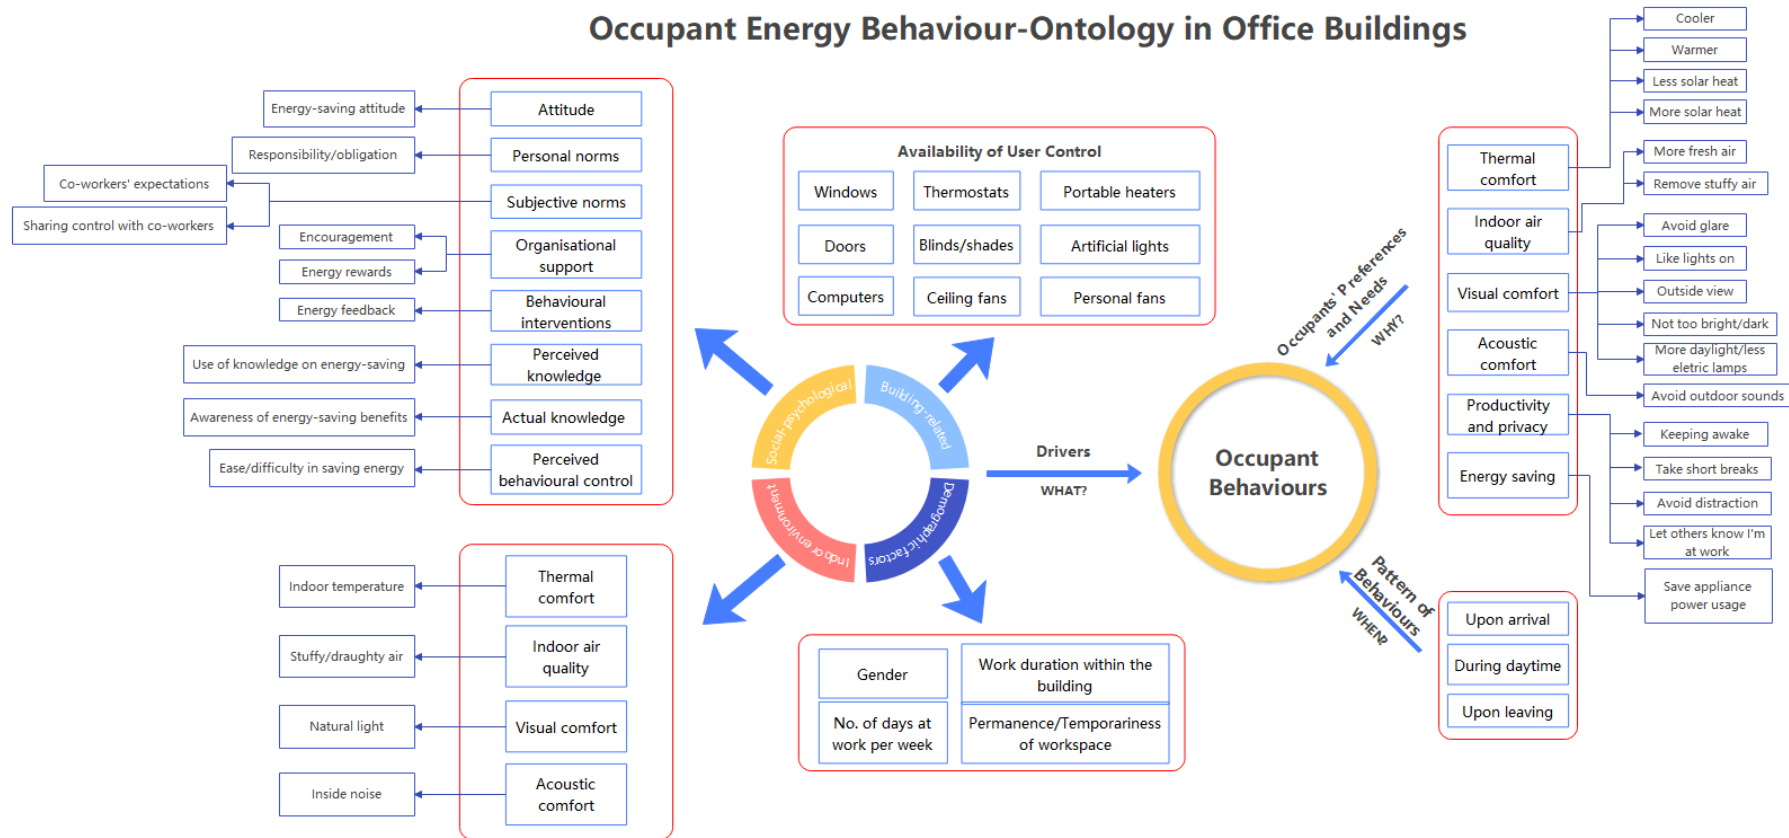 Occupant Energy Behaviour-Ontology in Office Buildings
Energy-saving attitude
Attitude
Responsibility/obligation
Personal norms
Co-workers' expectations
Sharing control with co-workers
Subjective norms
Encouragement
Energy rewards
Organisational
support
Energy feedback
Behavioural
interventions
Use of knowledge on energy-saving
Perceived
knowledge
Awareness of energy-saving benefits
Actual knowledge
Ease/difficulty in saving energy
Perceived
behavioural control
Indoor temperature
Thermal
comfort
Stuffy/draughty air
Indoor air
quality
Natural light
Visual comfort
Inside noise
Acoustic
comfort
Availability of User Control
Windows
Thermostats
Portable heaters
Doors
Blinds/shades
Artificial lights
Computers
Ceiling fans
Personal fans
Social-psychological
Building-related
Indoor environment
Demographic factors
Gender
Work duration within the
building
No. of days at
work per week
Permanence/Temporariness
of workspace
Drivers
WHAT?
Occupant
Behaviours
Occupants' Preferences
and Needs
WHY?
Pattern of
Behaviours
WHEN?
Thermal
comfort
Indoor air
quality
Visual comfort
Acoustic
comfort
Productivity
and privacy
Energy saving
Upon arrival
During daytime
Upon leaving
Cooler
Warmer
Less solar heat
More solar heat
More fresh air
Remove stuffy air
Avoid glare
Like lights on
Outside view
Not too bright/dark
More daylight/less
eletric lamps
Avoid outdoor sounds
Keeping awake
Take short breaks
Avoid distraction
Let others know I'm
at work
Save appliance
power usage